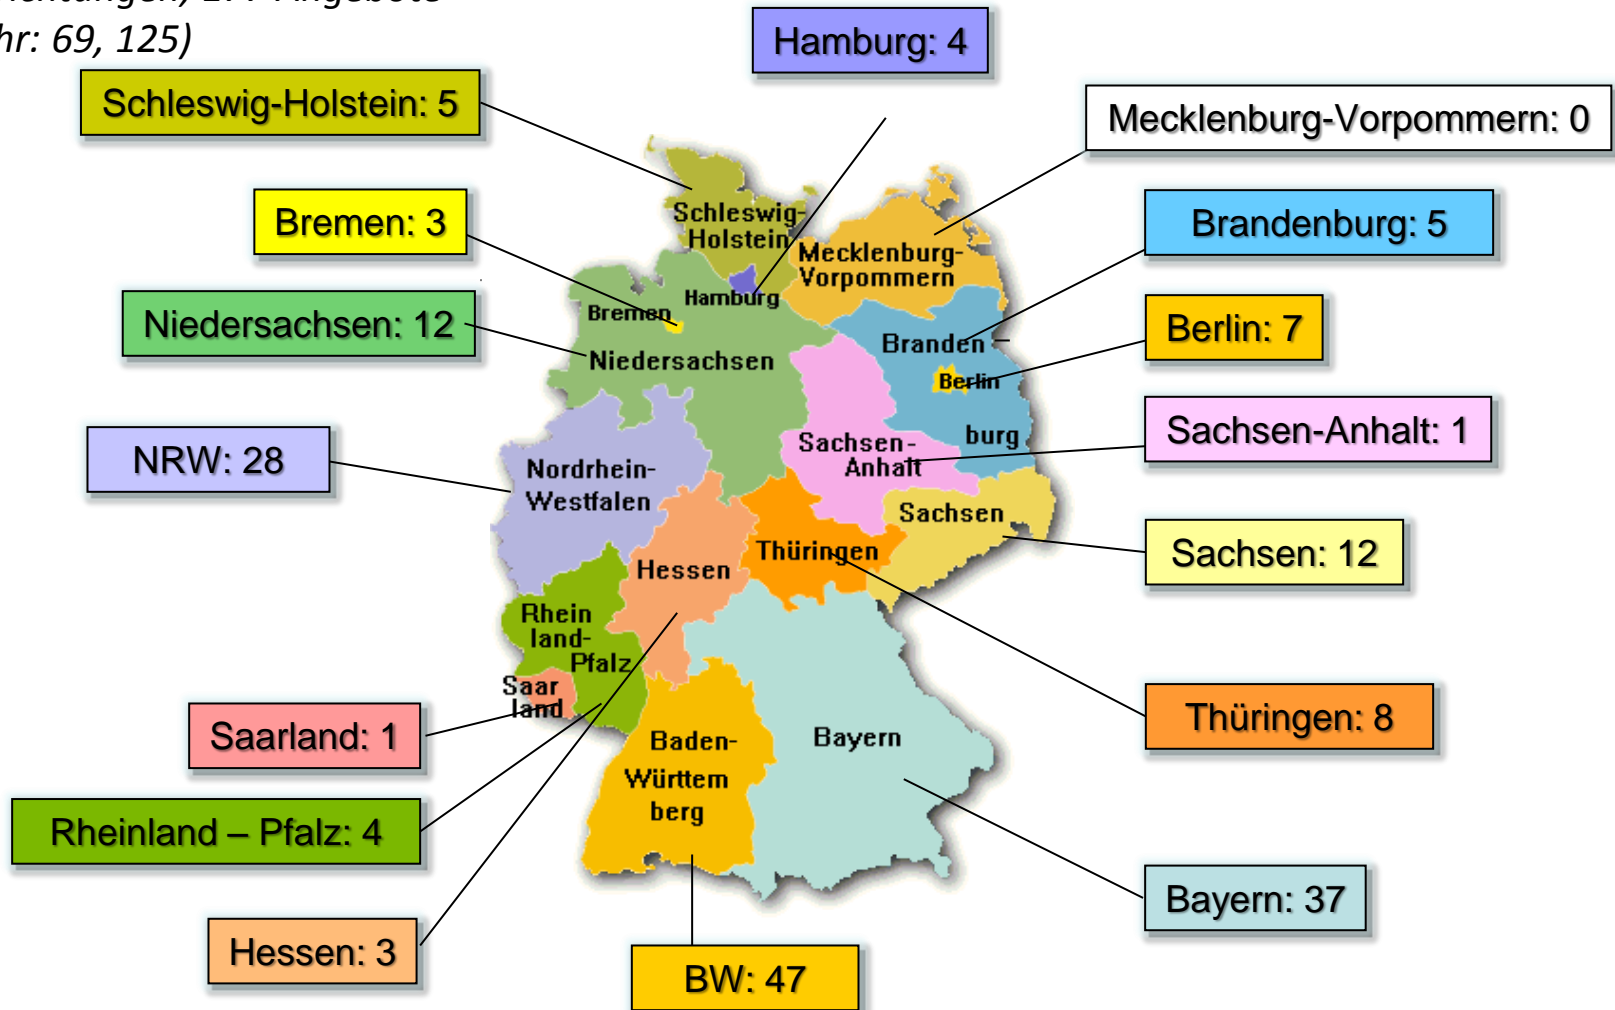 hr: 69, 125)
Hamburg: 4
Schleswig-Holstein: 5
Mecklenburg-Vorpommern: 0
Bremen: 3
Brandenburg: 5
Niedersachsen: 12
Berlin: 7
NRW: 28
Sachsen-Anhalt: 1
Sachsen: 12
Saarland: 1
Thüringen: 8
Rheinland – Pfalz: 4
Bayern: 37
Hessen: 3
BW: 47
Schleswig-
Holstein
Mecklenburg-
Vorpommern
Hamburg
Bremen
Niedersachsen
Branden
Berlin
burg
Sachsen-
Anhalt
Nordrhein-
Westfalen
Sachsen
Thüringen
Hessen
Rhein
land-
Pfalz
Saar
land
Baden-
Württem
berg
Bayern